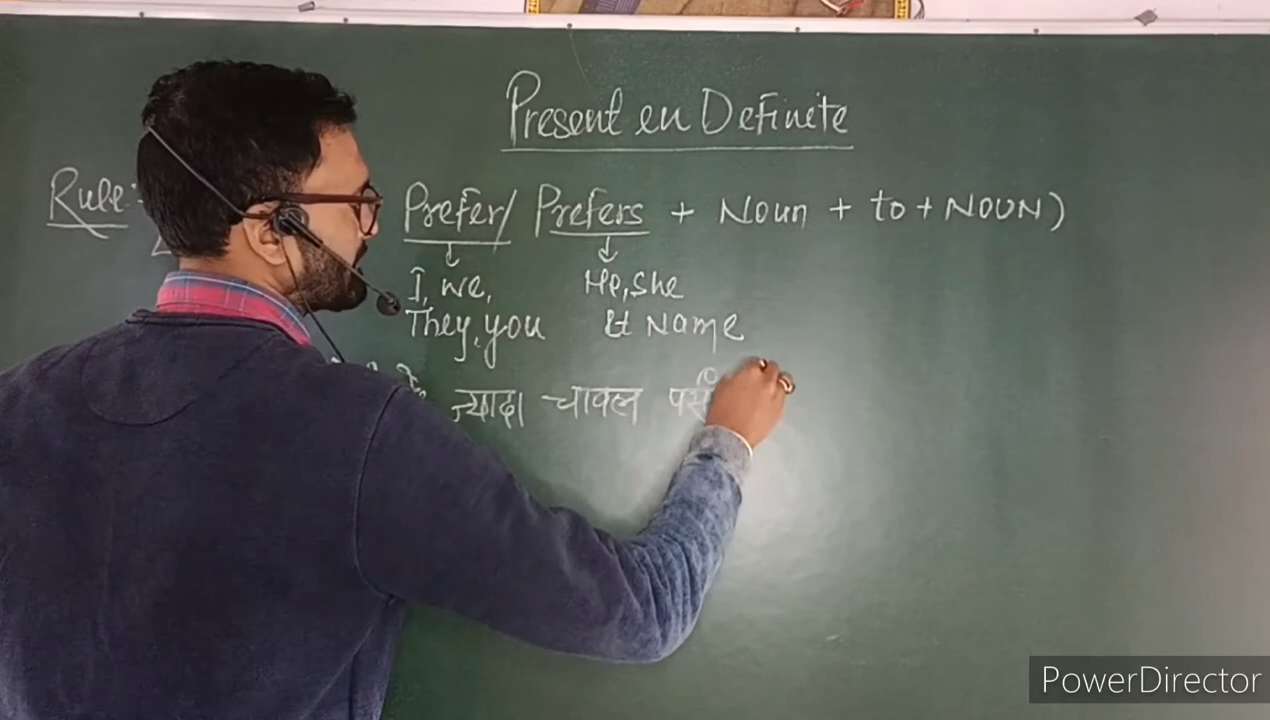 Present en Definite
Rule:- Prefer/ Prefers + Noun + to + NOUN)
I, we, He, she
They, you & Name
ज्यादा चावल
PowerDirector